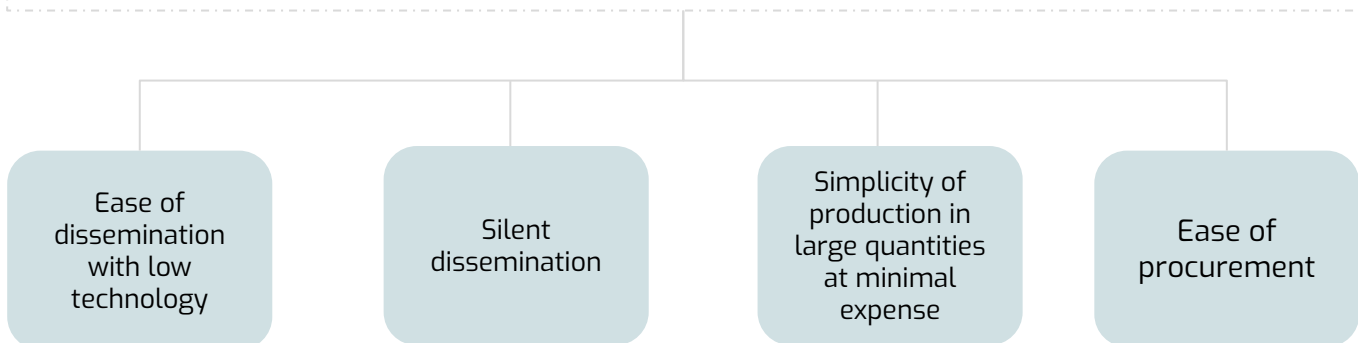 Ease of
dissemination
with low
technology
Silent
dissemination
Simplicity of
production in
large quantities
at minimal
expense
Ease of
procurement